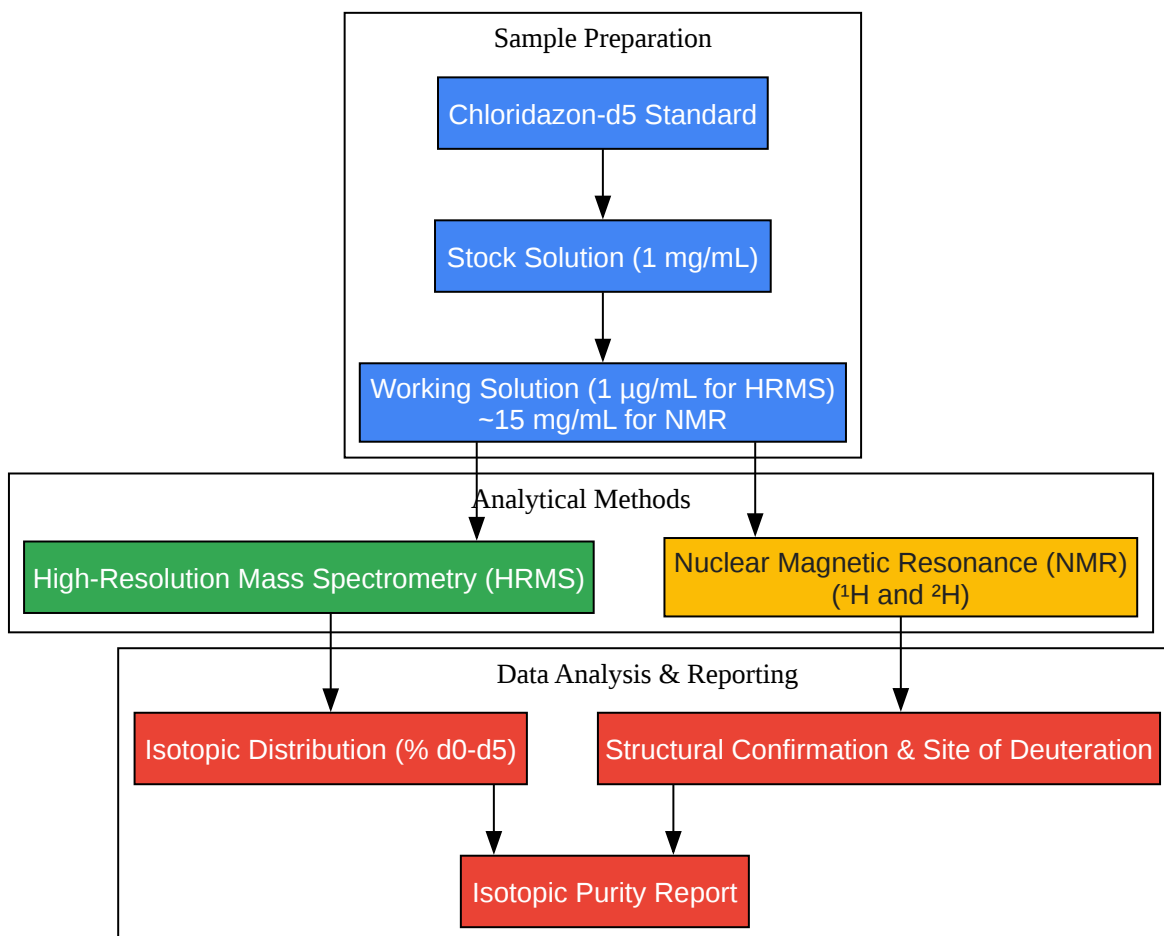 Sample Preparation
Chloridazon-d5 Standard
Stock Solution (1 mg/mL)
Working Solution (1 µg/mL for HRMS)
~15 mg/mL for NMR
Analytical Methods
High-Resolution Mass Spectrometry (HRMS)
Nuclear Magnetic Resonance (NMR)
(¹H and ²H)
Data Analysis & Reporting
Isotopic Distribution (% d0-d5)
Structural Confirmation & Site of Deuteration
Isotopic Purity Report